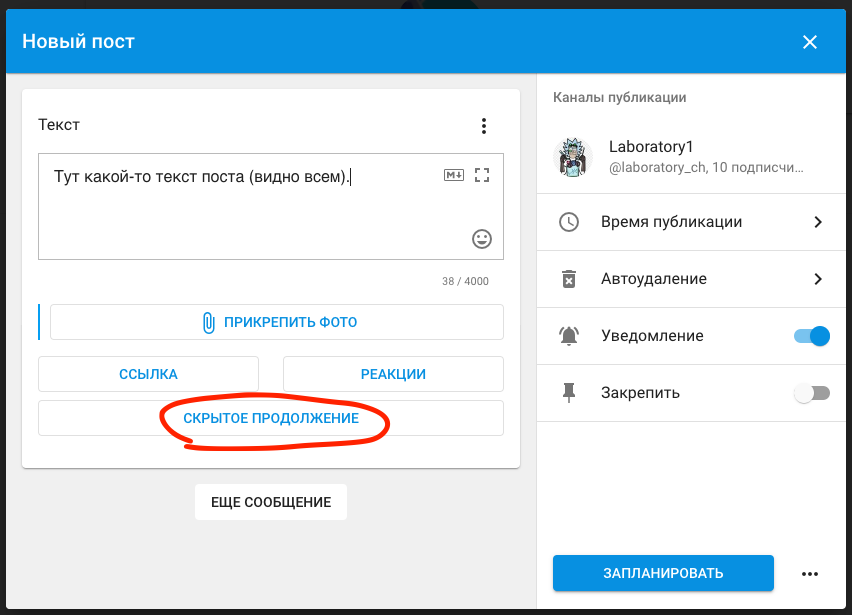 Новый пост
Текст
Тут какой-то текст поста (видно всем).
M
38 / 4000
ПРИКРЕПИТЬ ФОТО
ССЫЛКА
РЕАКЦИИ
СКРЫТОЕ ПРОДОЛЖЕНИЕ
ЕЩЕ СООБЩЕНИЕ
Каналы публикации
Laboratory1
@laboratory_ch, 10 подписчи...
Время публикации
Автоудаление
Уведомление
Закрепить
ЗАПЛАНИРОВАТЬ